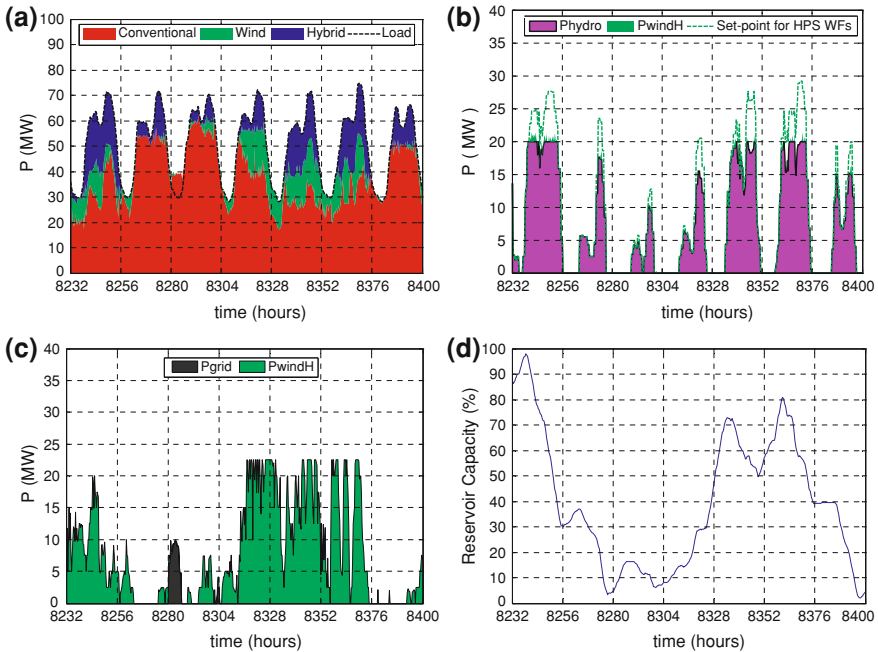 (a)
Conventional Wind Hybrid Load
P (MW)
100
90
80
70
60
50
40
30
20
10
0
8232 8256 8280 8304 8328 8352 8376 8400
time (hours)
(b)
Phydro PwindH Set-point for HPS WFs
P ( MW )
40
35
30
25
20
15
10
5
0
8232 8256 8280 8304 8328 8352 8376 8400
time (hours)
(c)
Pgrid PwindH
P (MW)
40
35
30
25
20
15
10
5
0
8232 8256 8280 8304 8328 8352 8376 8400
time (hours)
(d)
Reservoir Capacity (%)
100
90
80
70
60
50
40
30
20
10
0
8232 8256 8280 8304 8328 8352 8376 8400
time (hours)